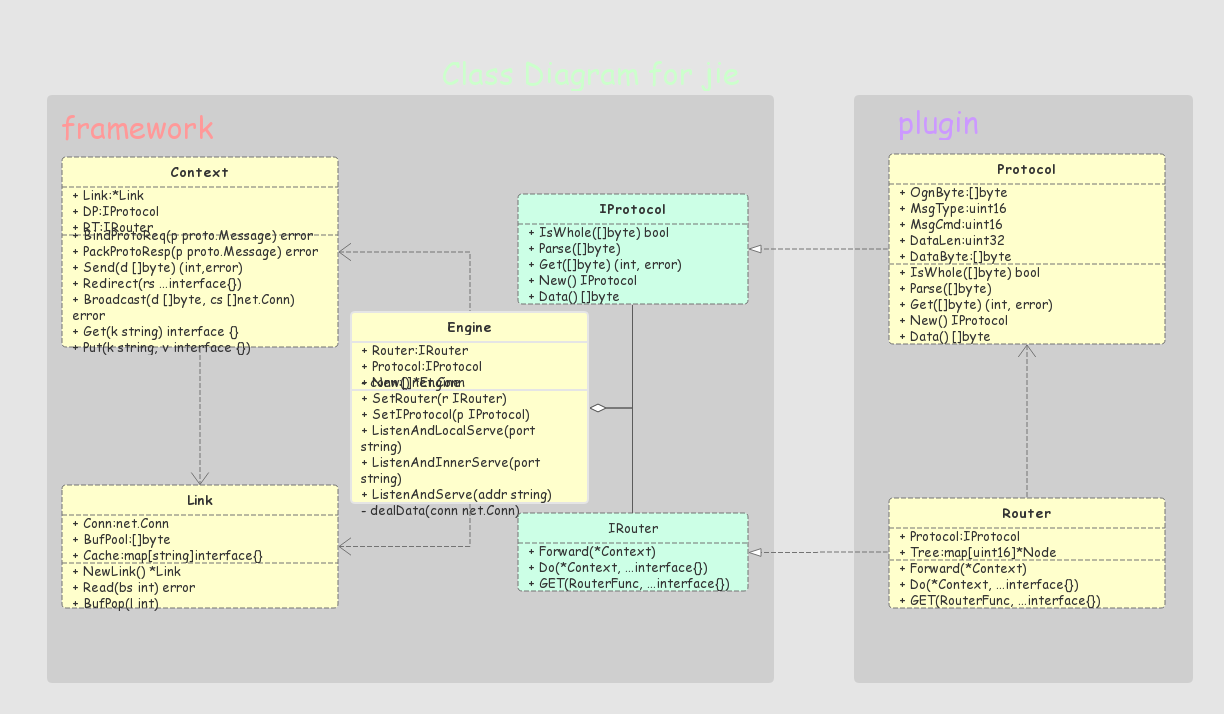 Class Diagram for jie
framework
Context
+ Link:*Link
+ DP:IProtocol
+ RT:IRouter
+ BindProtoReq(p proto.Message) error
+ PackProtoResp(p proto.Message) error
+ Send(d []byte) (int,error)
+ Redirect(rs ...interface{})
+ Broadcast(d []byte, cs []net.Conn)
error
+ Get(k string) interface {}
+ Put(k string, v interface {})
IProtocol
+ IsWhole([]byte) bool
+ Parse([]byte)
+ Get([]byte) (int, error)
+ New() IProtocol
+ Data() []byte
Engine
+ Router:IRouter
+ Protocol:IProtocol
- conn:[]net.Conn
+ New() *Engine
+ SetRouter(r IRouter)
+ SetIProtocol(p IProtocol)
+ ListenAndLocalServe(port
string)
+ ListenAndInnerServe(port
string)
+ ListenAndServe(addr string)
- dealData(conn net.Conn)
Link
+ Conn:net.Conn
+ BufPool:[]byte
+ Cache:map[string]interface{}
+ NewLink() *Link
+ Read(bs int) error
+ BufPop(l int)
IRouter
+ Forward(*Context)
+ Do(*Context, ...interface{})
+ GET(RouterFunc, ...interface{})
plugin
Protocol
+ OgnByte:[]byte
+ MsgType:uint16
+ MsgCmd:uint16
+ DataLen:uint32
+ DataByte:[]byte
+ IsWhole([]byte) bool
+ Parse([]byte)
+ Get([]byte) (int, error)
+ New() IProtocol
+ Data() []byte
Router
+ Protocol:IProtocol
+ Tree:map[uint16]*Node
+ Forward(*Context)
+ Do(*Context, ...interface{})
+ GET(RouterFunc, ...interface{})